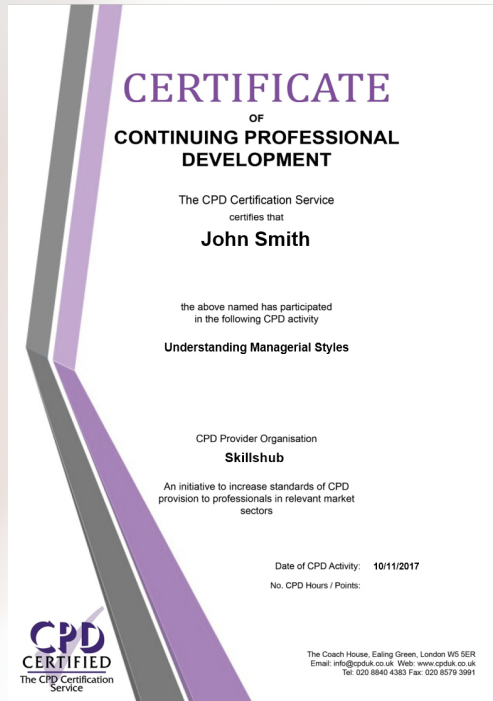 CERTIFICATE
OF
CONTINUING PROFESSIONAL
DEVELOPMENT
The CPD Certification Service
certifies that
John Smith
the above named has participated
in the following CPD activity
Understanding Managerial Styles
CPD Provider Organisation
Skillshub
An initiative to increase standards of CPD
provision to professionals in relevant market
sectors
Date of CPD Activity: 10/11/2017
No. CPD Hours / Points:
CPD
CERTIFIED
The CPD Certification
Service
The Coach House, Ealing Green, London W5 5ER
Email: info@cpduk.co.uk Web: www.cpduk.co.uk
Tel: 020 8840 4383 Fax: 020 8579 3991